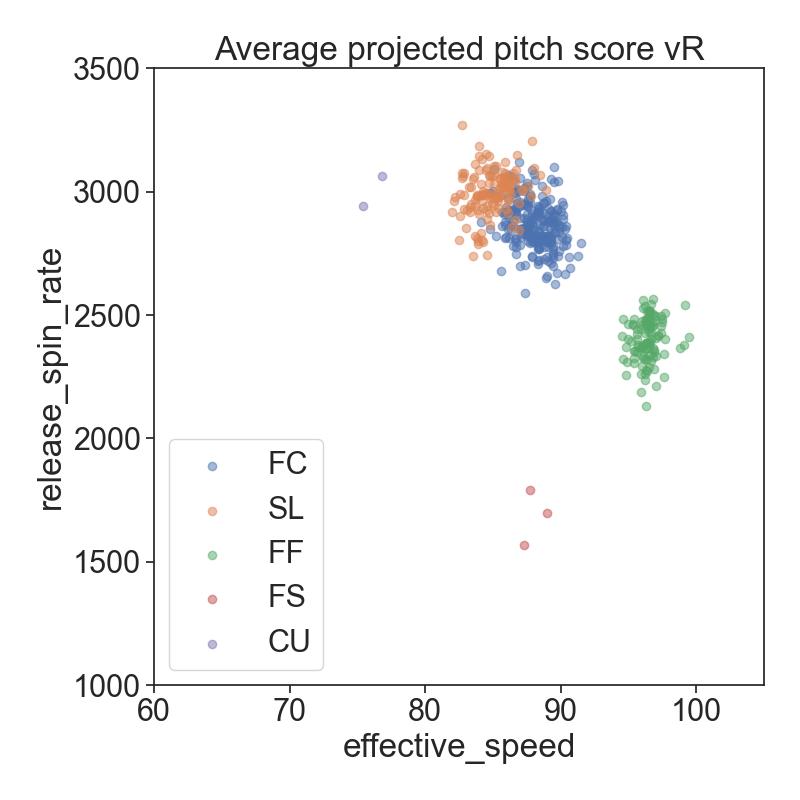 Average projected pitch score vR
3500
3000
2500
2000
1500
1000
release_spin_rate
FC
SL
FF
FS
CU
60
70
80
90
100
effective_speed